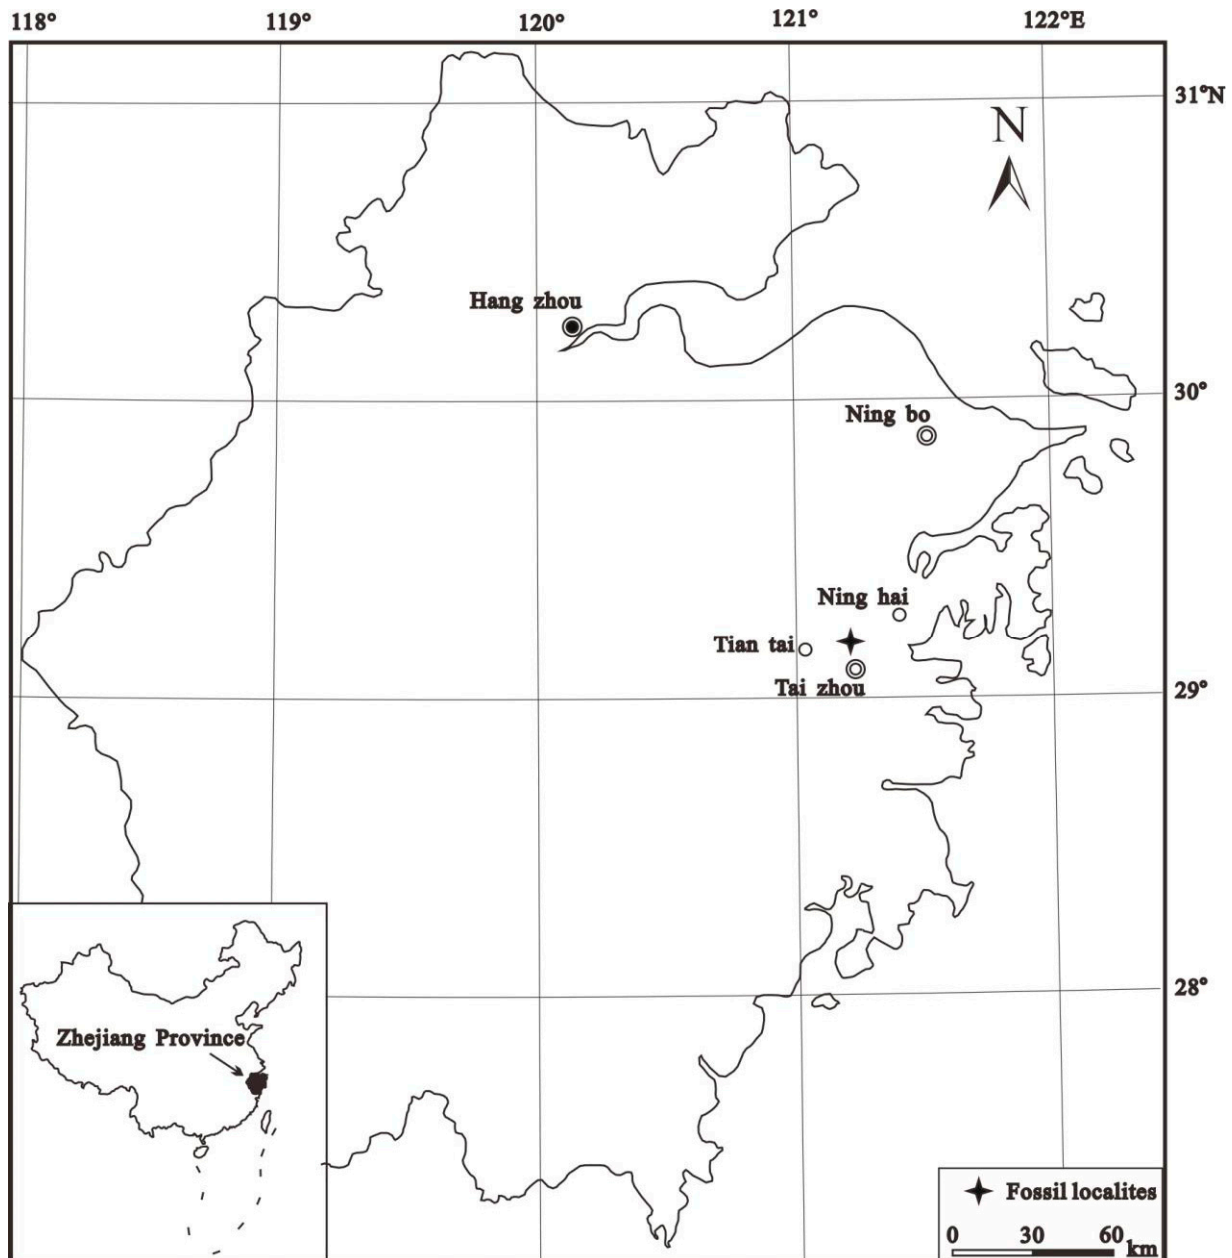 118° 119° 120° 121° 122°E
31°N
N
Hang zhou
30°
Ning bo
Ning hai
Tian tai
Tai zhou
29°
28°
Zhejiang Province
Fossil localites
0 30 60 km